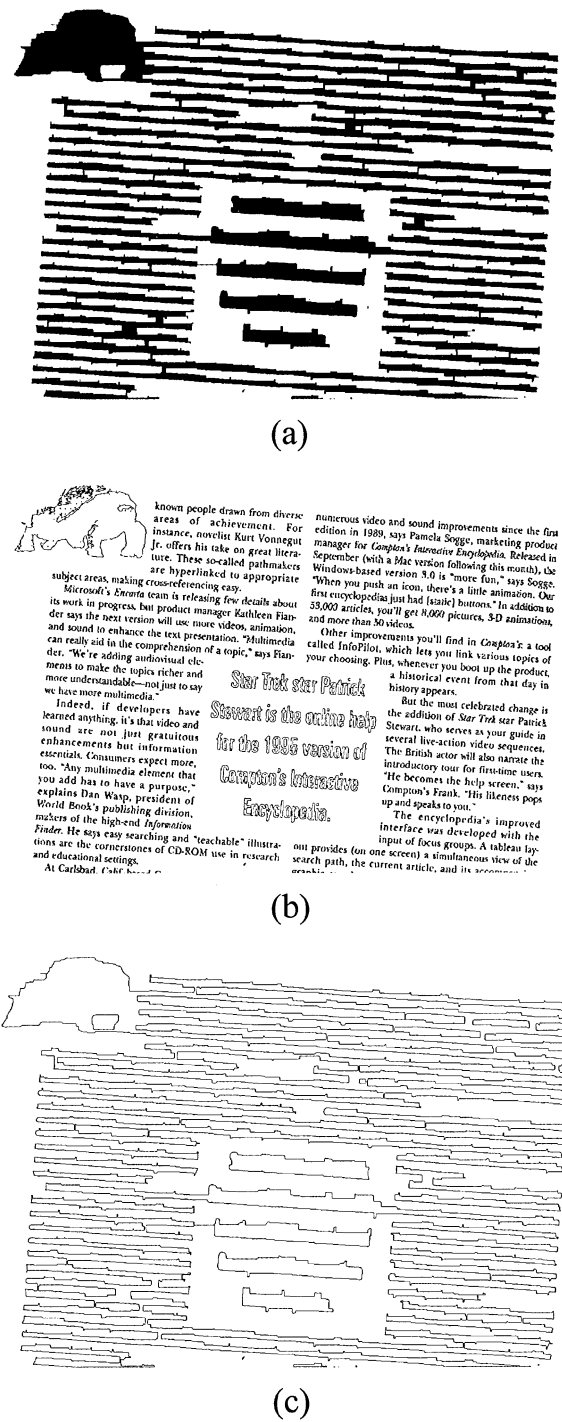 (a)
known people drawn from diverse
areas of achievement. For
instance, novelist Kurt Vonnegut
Jr. offers his take on great litera-
ture. These so-called pathmakers
are hyperlinked to appropriate
subject areas, making cross-referencing easy.
Microsoft's Encarta team is releasing few details about
its work in progress, but product manager Kathleen Fian-
der says the next version will use more videos, animation,
and sound to enhance the text presentation. "Multimedia
can really aid in the comprehension of a topic," says Fian-
der. "We're adding audiovisual ele-
ments to make the topics richer and
more understandable—not just to say
we have more multimedia."
Indeed, if developers have
learned anything, it's that video and
sound are not just gratuitous
enhancements but information
essentials. Consumers expect more,
too. "Any multimedia element that
you add has to have a purpose,"
explains Dan Wasp, president of
World Book's publishing division,
makers of the high-end Information
Finder. He says easy searching and "teachable" illustra-
tions are the cornerstones of CD-ROM use in research
and educational settings.
At Carlsbad, Calif.-based
Star Trek star Patrick
Stewart is the online help
for the 1995 version of
Compton's Interactive
Encyclopedia.
numerous video and sound improvements since the first
edition in 1989, says Pamela Sogge, marketing product
manager for Compton's Interactive Encyclopedia. Released in
September (with a Mac version following this month), the
Windows-based version 3.0 is "more fun," says Sogge.
"When you push an icon, there's a little animation. Our
first encyclopedias just had [static] buttons." In addition to
33,000 articles, you'll get 8,000 pictures, 3-D animations,
and more than 30 videos.
Other improvements you'll find in Compton's: a tool
called InfoPilot, which lets you link various topics of
your choosing. Plus, whenever you boot up the product,
a historical event from that day in
history appears.
But the most celebrated change is
the addition of Star Trek star Patrick
Stewart, who serves as your guide in
several live-action video sequences.
The British actor will also narrate the
introductory tour for first-time users.
"He becomes the help screen," says
Compton's Frank. "His likeness pops
up and speaks to you."
The encyclopedia's improved
interface was developed with the
input of focus groups. A tableau lay-
out provides (on one screen) a simultaneous view of the
search path, the current article, and its
(b)
(c)